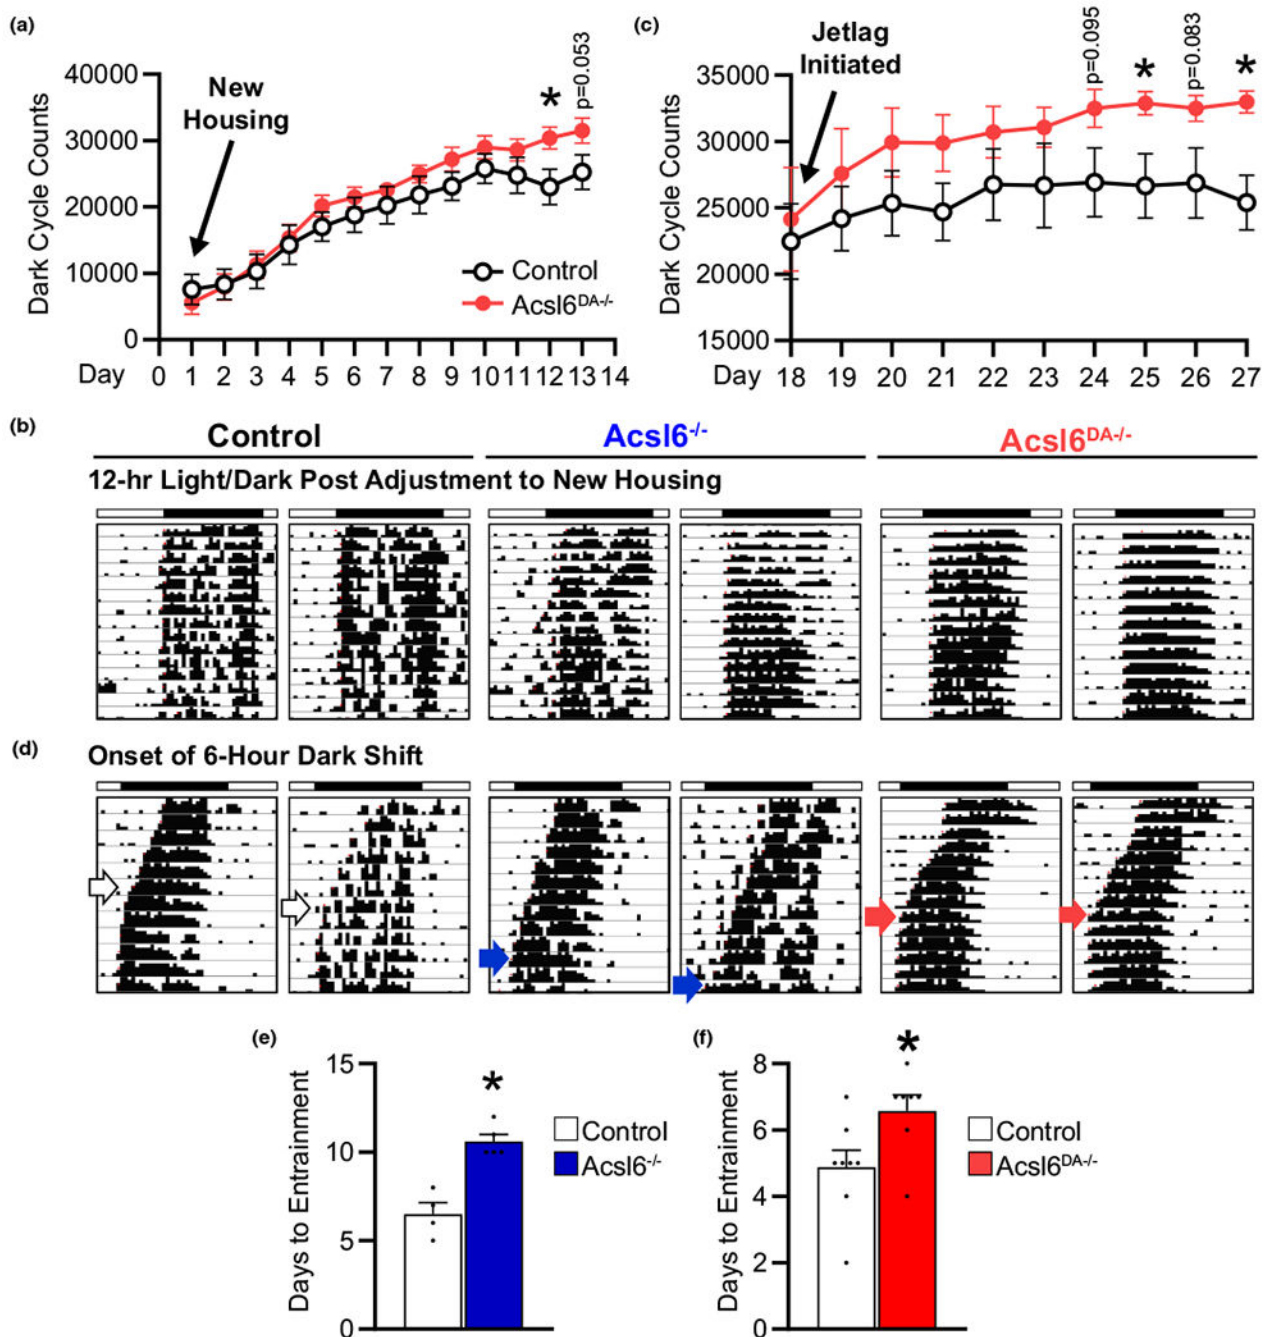 (a)
New
Housing
Dark Cycle Counts
40000
30000
20000
10000
0
*
p=0.053
Control
Acsl6DA-/-
Day 0 1 2 3 4 5 6 7 8 9 10 11 12 13 14
(c)
Jetlag
Initiated
Dark Cycle Counts
35000
30000
25000
20000
15000
p=0.095
*
p=0.083
*
Day 18 19 20 21 22 23 24 25 26 27
(b)
Control Acsl6-/- Acsl6DA-/-
12-hr Light/Dark Post Adjustment to New Housing
(d)
Onset of 6-Hour Dark Shift
(e)
Days to Entrainment
15
10
5
0
*
Control
Acsl6-/-
(f)
Days to Entrainment
8
6
4
2
0
*
Control
Acsl6DA-/-